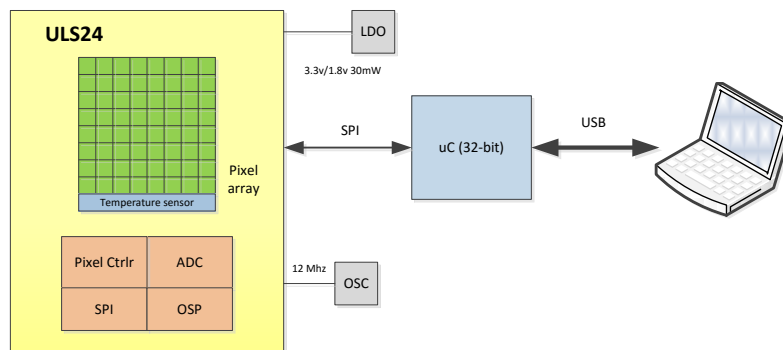 ULS24
LDO
3.3v/1.8v 30mW
SPI
uC (32-bit)
USB
Pixel
array
Temperature sensor
Pixel Ctrlr
ADC
SPI
OSP
12 Mhz
OSC